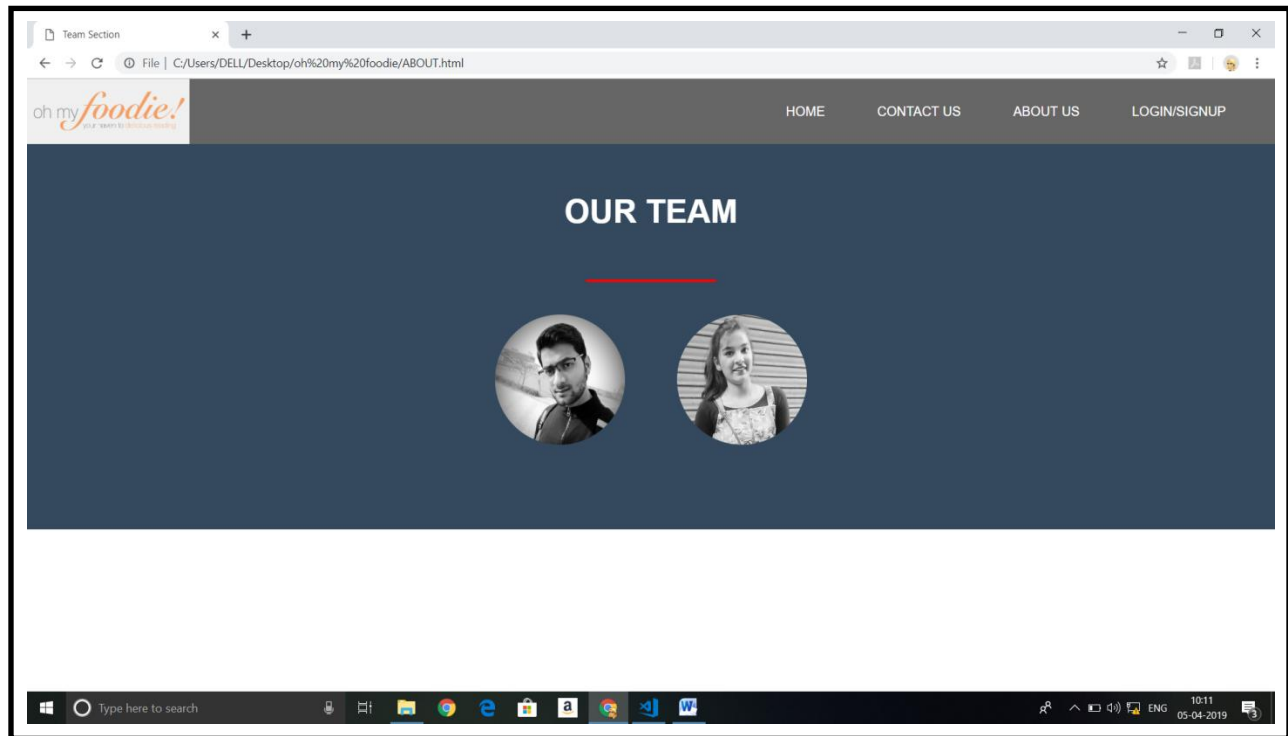 Team Section
File | C:/Users/DELL/Desktop/oh%20my%20foodie/ABOUT.html
oh my foodie!
HOME CONTACT US ABOUT US LOGIN/SIGNUP
OUR TEAM
Type here to search
a
W
ENG
10:11
05-04-2019
3